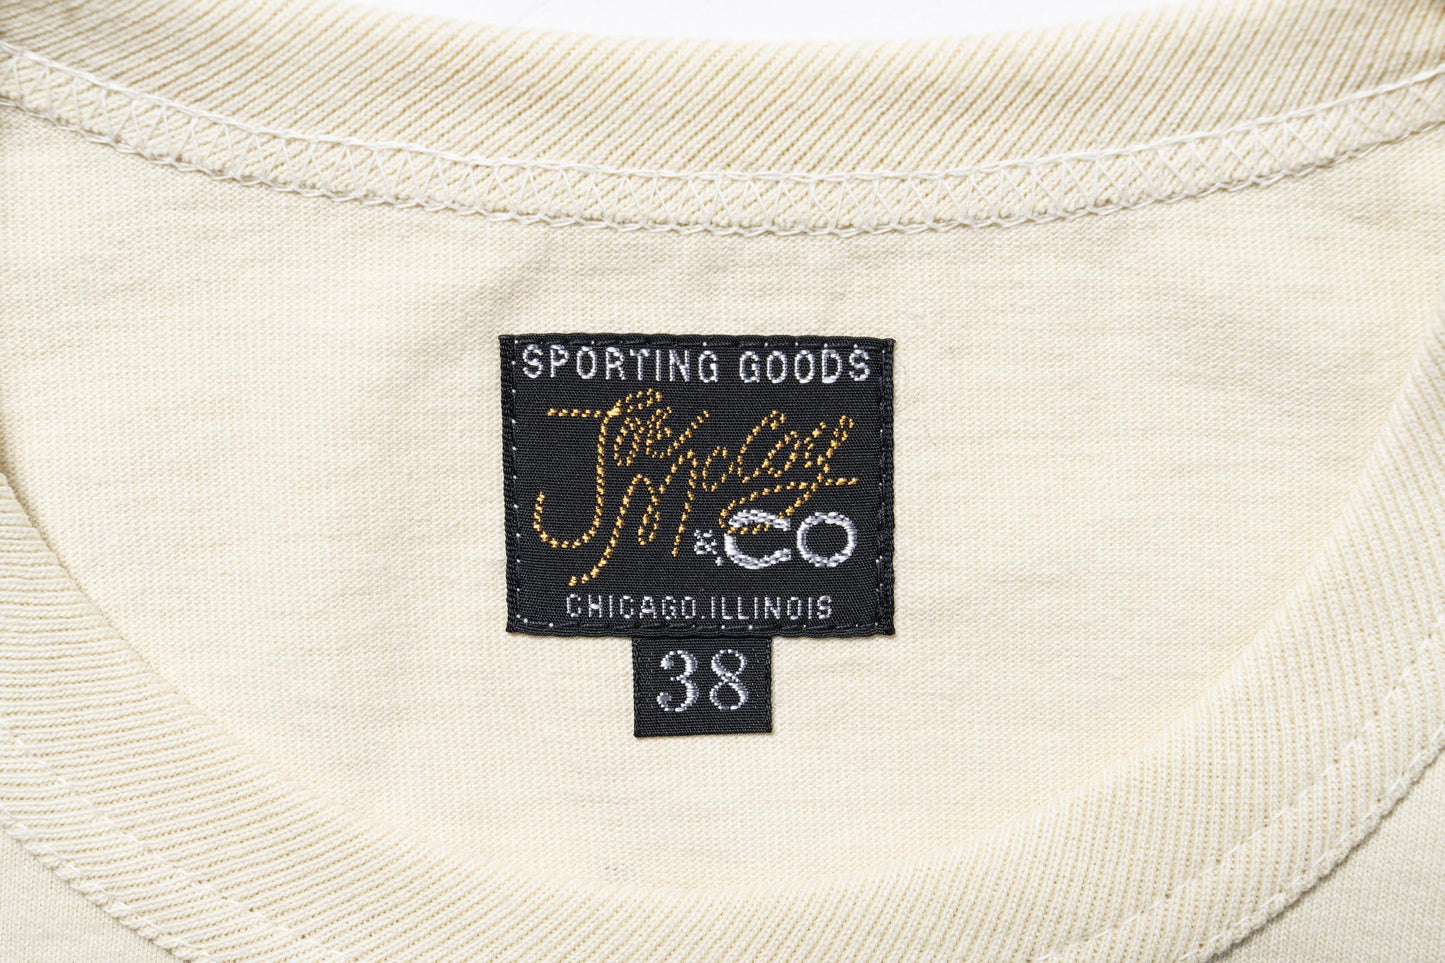 SPORTING GOODS
Joe McCoy
&.CO
CHICAGO.ILLINOIS
38